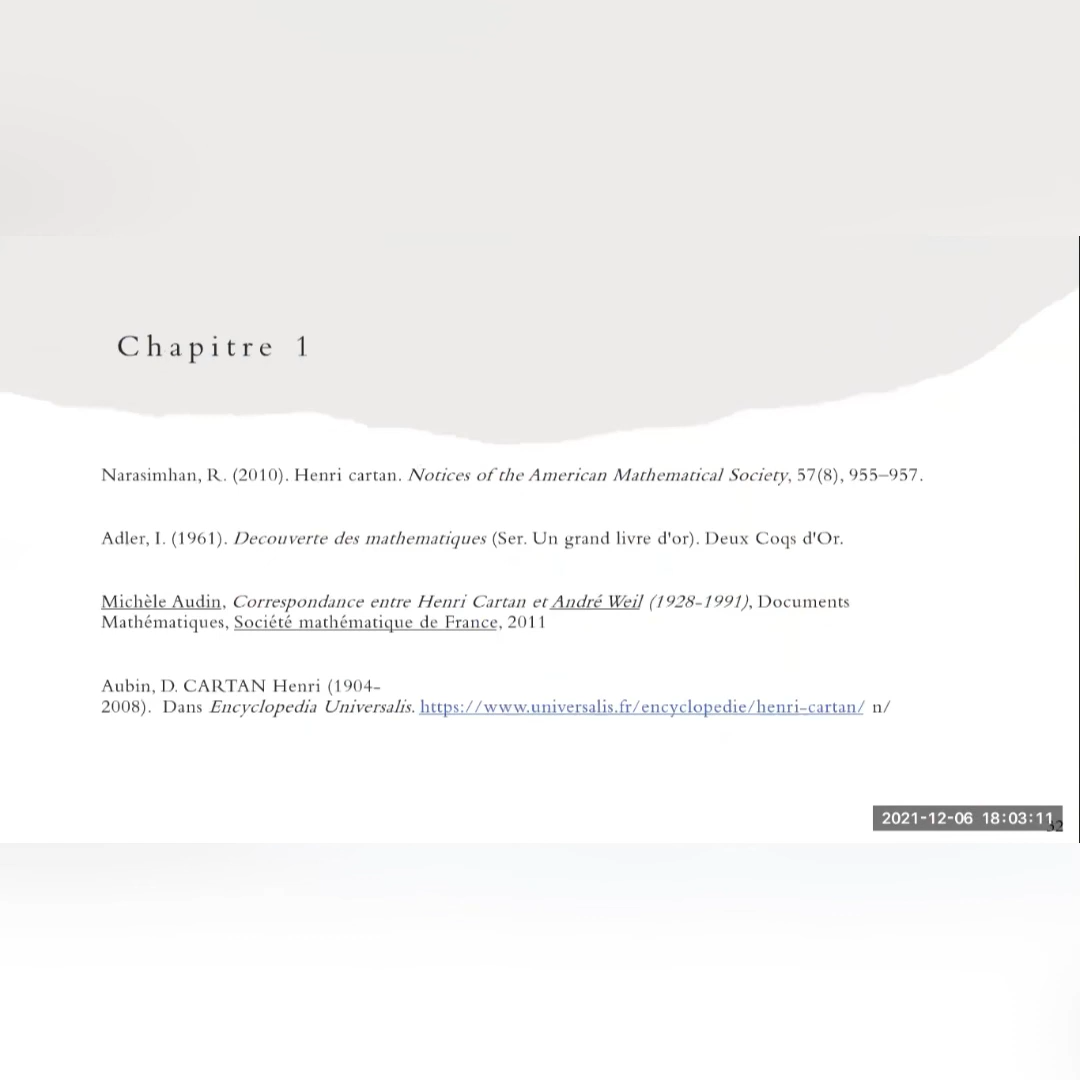 Chapitre 1
Narasimhan, R. (2010). Henri cartan. Notices of the American Mathematical Society, 57(8), 955–957.
Adler, I. (1961). Decouverte des mathematiques (Ser. Un grand livre d'or). Deux Coqs d'Or.
Michèle Audin, Correspondance entre Henri Cartan et André Weil (1928-1991), Documents
Mathématiques, Société mathématique de France, 2011
Aubin, D. CARTAN Henri (1904–
2008). Dans Encyclopedia Universalis. https://www.universalis.fr/encyclopedie/henri-cartan/ n/
2021-12-06 18:03:11